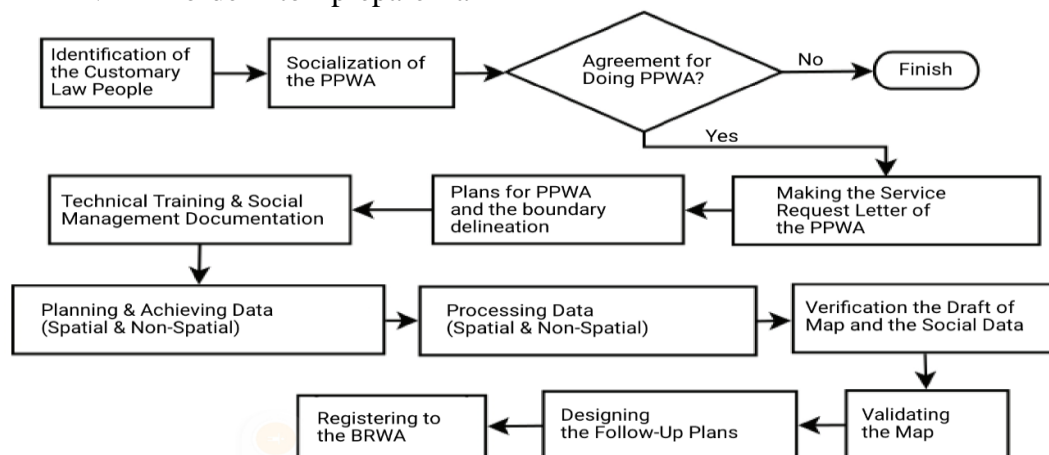 Identification of
the Customary
Law People
Socialization of
the PPWA
Agreement for
Doing PPWA?
No
Finish
Yes
Making the Service
Request Letter of
the PPWA
Plans for PPWA
and the boundary
delineation
Technical Training & Social
Management Documentation
Planning & Achieving Data
(Spatial & Non-Spatial)
Processing Data
(Spatial & Non-Spatial)
Verification the Draft of
Map and the Social Data
Validating
the Map
Designing
the Follow-Up Plans
Registering to
the BRWA